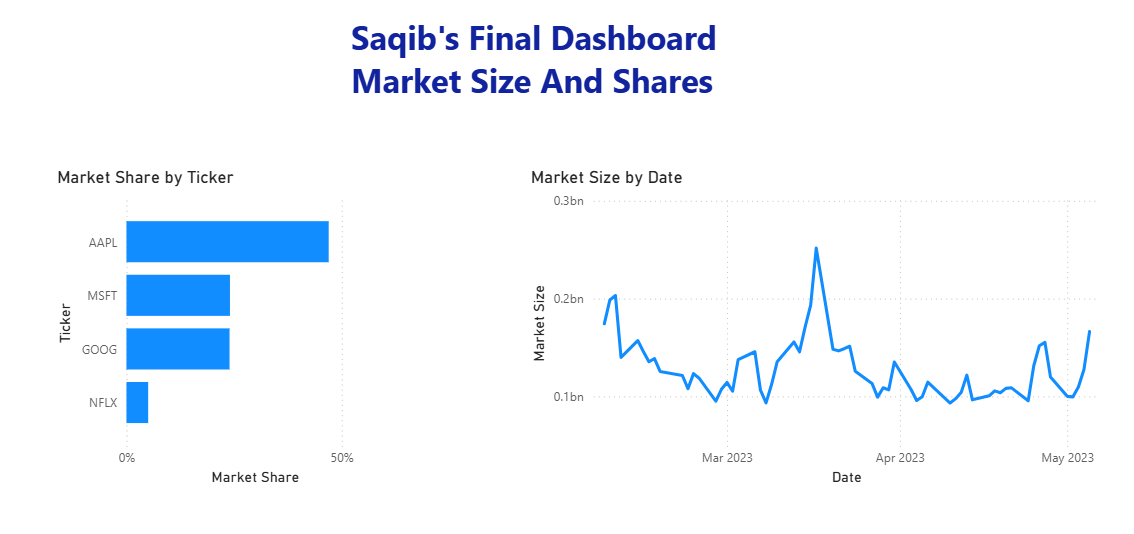 Saqib's Final Dashboard
Market Size And Shares
Market Share by Ticker
Ticker
AAPL
MSFT
GOOG
NFLX
0% 50%
Market Share
Market Size by Date
Market Size
0.3bn
0.2bn
0.1bn
Mar 2023 Apr 2023 May 2023
Date